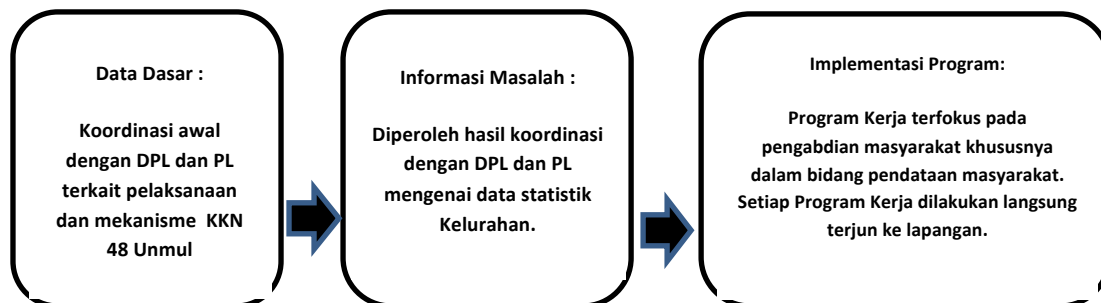 Data Dasar :
Koordinasi awal
dengan DPL dan PL
terkait pelaksanaan
dan mekanisme KKN
48 Unmul
Informasi Masalah :
Diperoleh hasil koordinasi
dengan DPL dan PL
mengenai data statistik
Kelurahan.
Implementasi Program:
Program Kerja terfokus pada
pengabdian masyarakat khususnya
dalam bidang pendataan masyarakat.
Setiap Program Kerja dilakukan langsung
terjun ke lapangan.